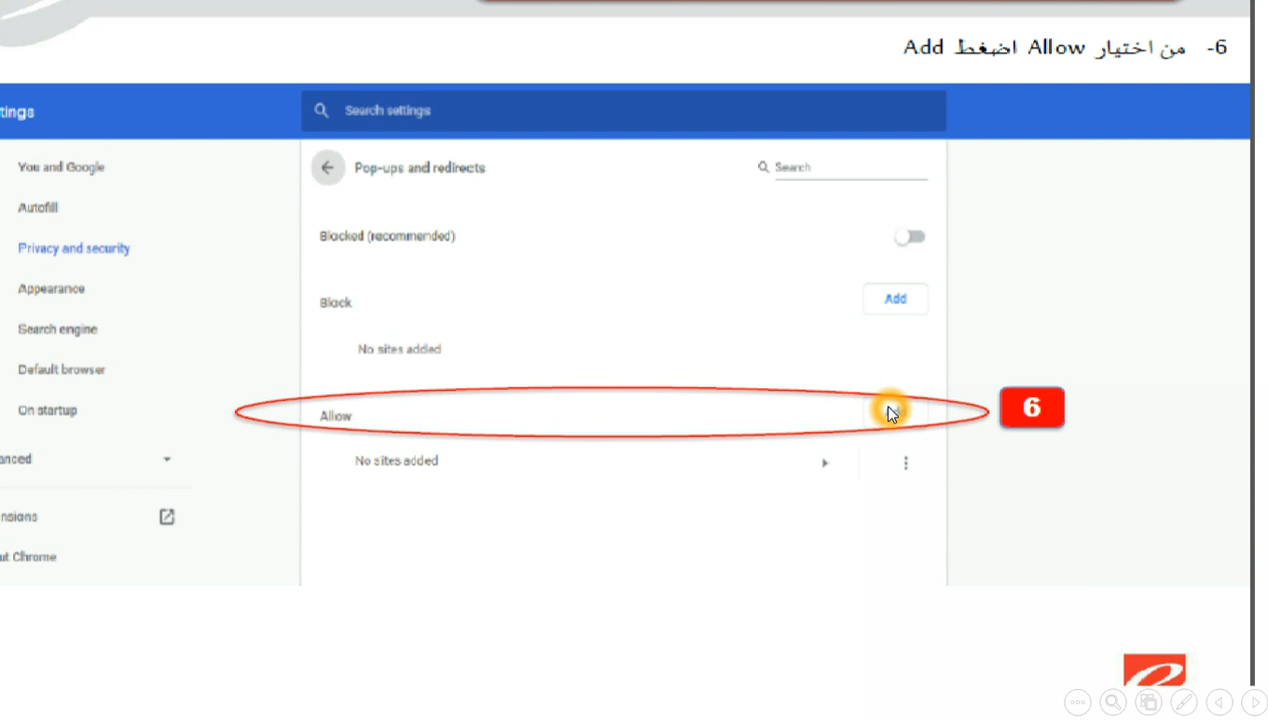 6- من اختيار Allow اضغط Add
tings
Search settings
You and Google
Autofill
Privacy and security
Appearance
Search engine
Default browser
On startup
anced
ensions
ut Chrome
Pop-ups and redirects
Search
Blocked (recommended)
Block
Add
No sites added
Allow
6
No sites added